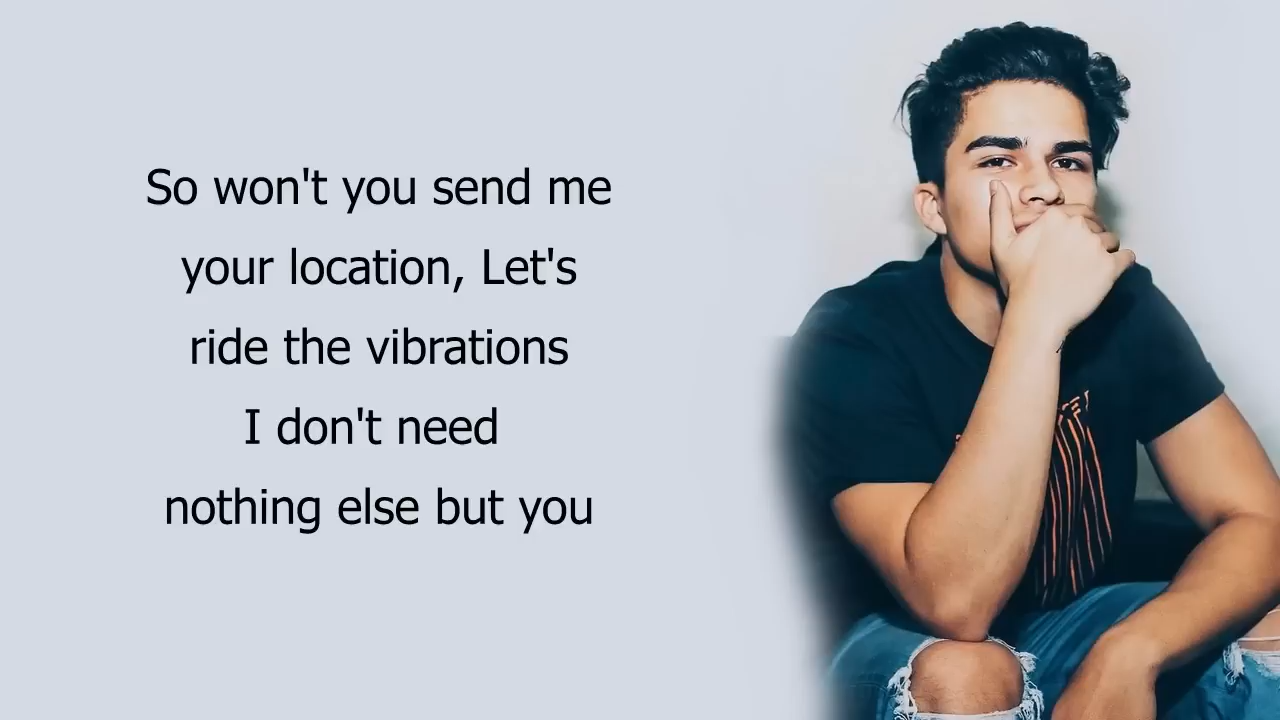 So won't you send me
your location, Let's
ride the vibrations
I don't need
nothing else but you